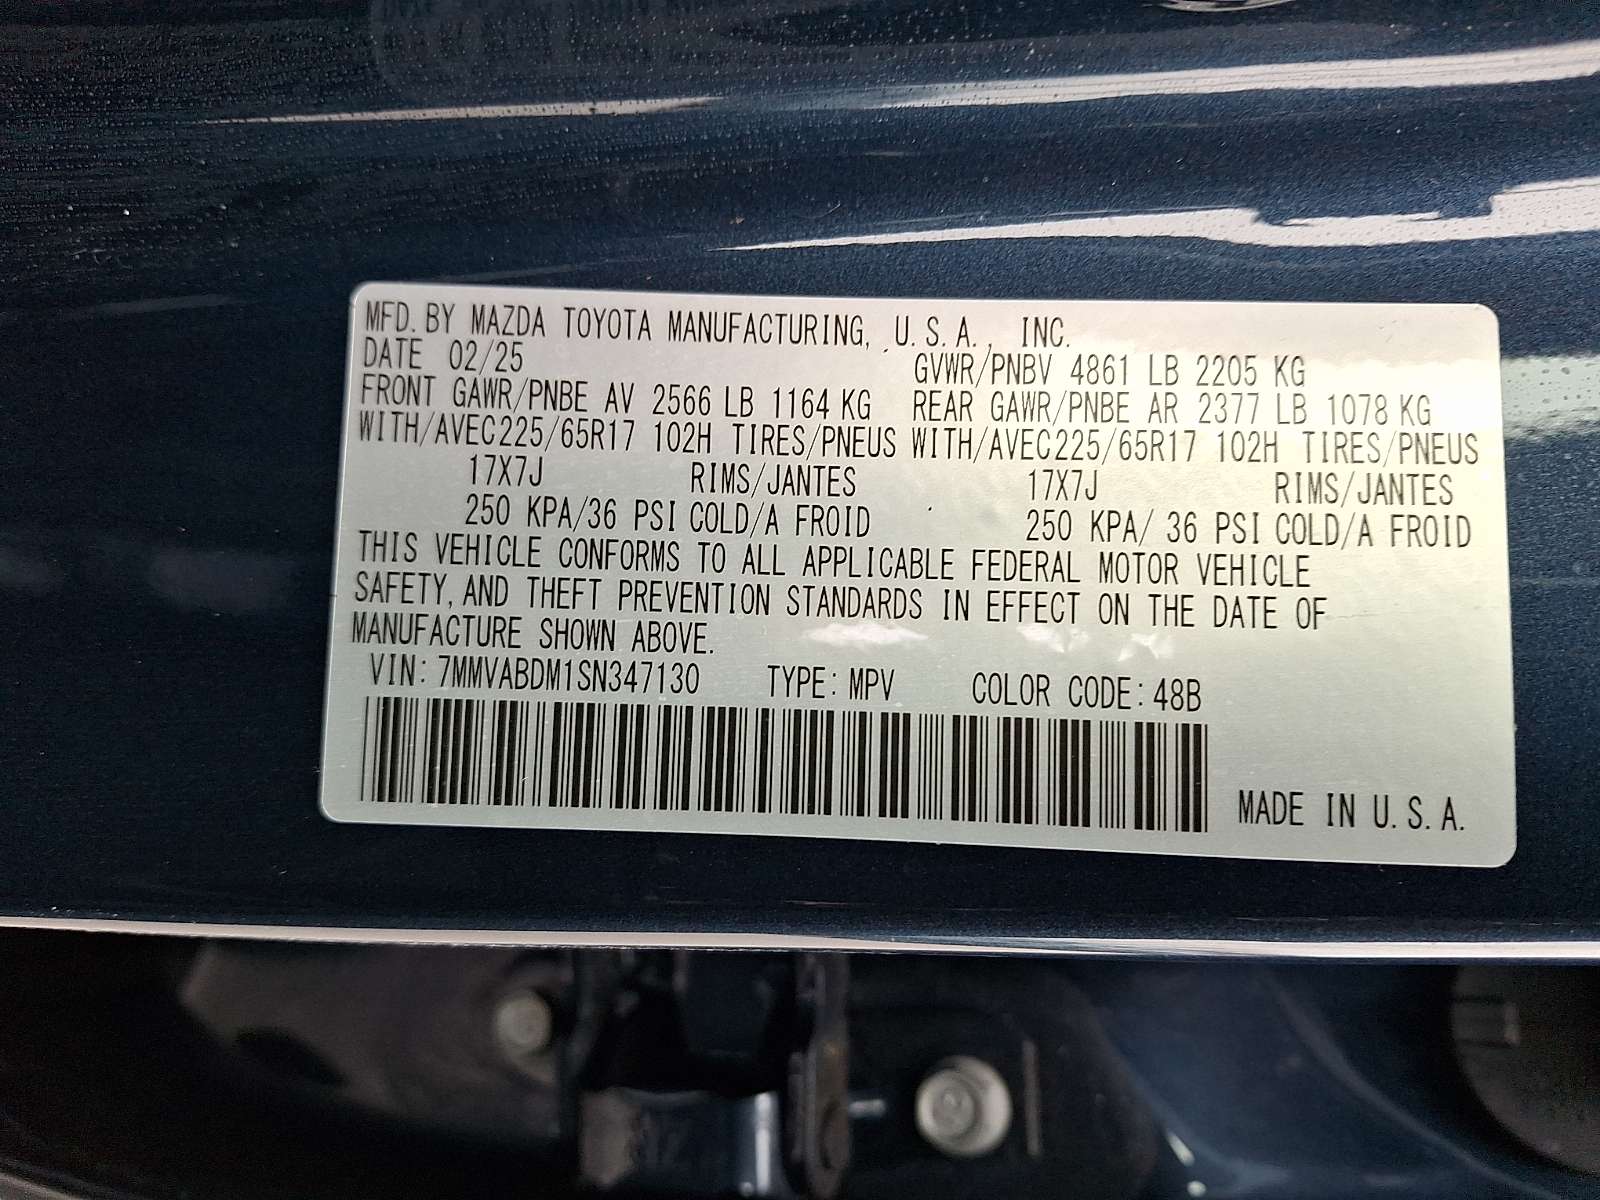 MFD. BY MAZDA TOYOTA MANUFACTURING, U.S.A., INC.
DATE 02/25 GVWR/PNBV 4861 LB 2205 KG
FRONT GAWR/PNBE AV 2566 LB 1164 KG REAR GAWR/PNBE AR 2377 LB 1078 KG
WITH/AVEC225/65R17 102H TIRES/PNEUS WITH/AVEC225/65R17 102H TIRES/PNEUS
17X7J RIMS/JANTES 17X7J RIMS/JANTES
250 KPA/36 PSI COLD/A FROID 250 KPA/ 36 PSI COLD/A FROID
THIS VEHICLE CONFORMS TO ALL APPLICABLE FEDERAL MOTOR VEHICLE
SAFETY, AND THEFT PREVENTION STANDARDS IN EFFECT ON THE DATE OF
MANUFACTURE SHOWN ABOVE.
VIN: 7MMVABDM1SN347130 TYPE: MPV COLOR CODE: 48B
MADE IN U.S.A.